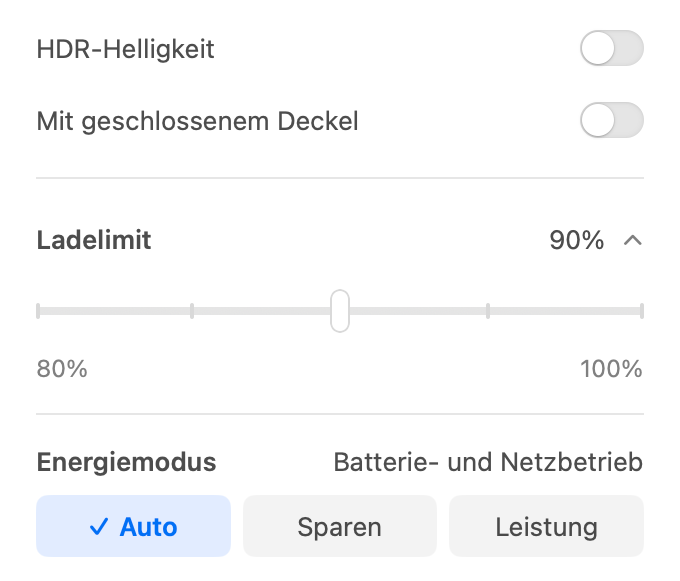 HDR-Helligkeit
Mit geschlossenem Deckel
Ladelimit 90%
80% 100%
Energiemodus Batterie- und Netzbetrieb
Auto Sparen Leistung